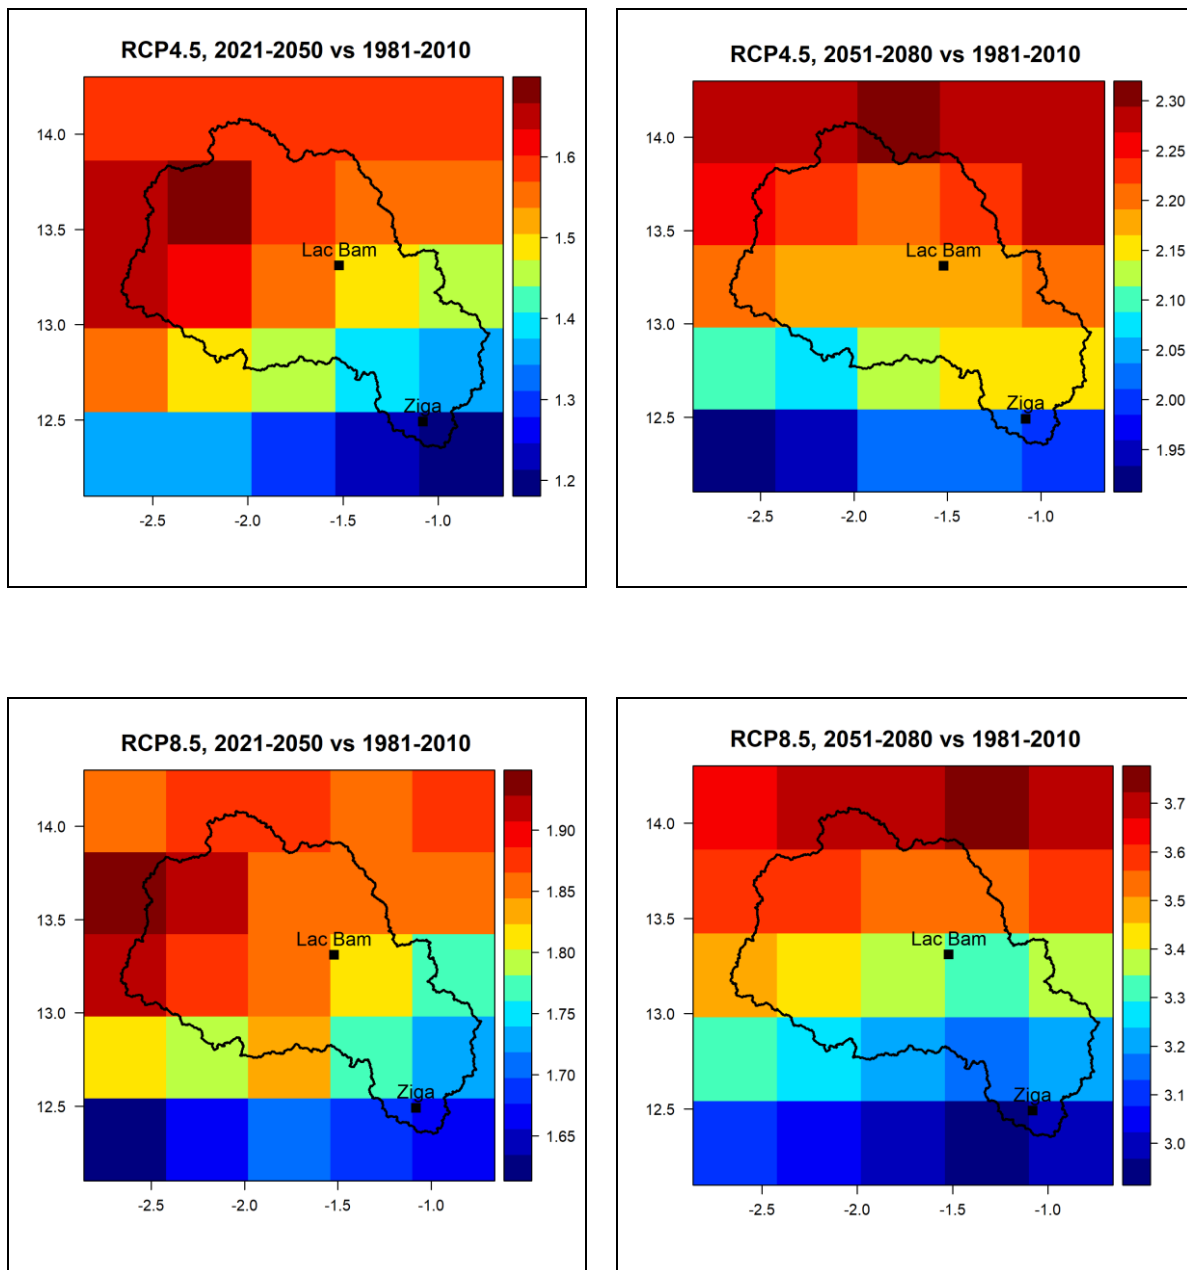 RCP4.5, 2021-2050 vs 1981-2010
14.0
13.5
13.0
12.5
-2.5 -2.0 -1.5 -1.0
Lac Bam
Ziga
1.6
1.5
1.4
1.3
1.2
RCP4.5, 2051-2080 vs 1981-2010
14.0
13.5
13.0
12.5
-2.5 -2.0 -1.5 -1.0
Lac Bam
Ziga
2.30
2.25
2.20
2.15
2.10
2.05
2.00
1.95
RCP8.5, 2021-2050 vs 1981-2010
14.0
13.5
13.0
12.5
-2.5 -2.0 -1.5 -1.0
Lac Bam
Ziga
1.90
1.85
1.80
1.75
1.70
1.65
RCP8.5, 2051-2080 vs 1981-2010
14.0
13.5
13.0
12.5
-2.5 -2.0 -1.5 -1.0
Lac Bam
Ziga
3.7
3.6
3.5
3.4
3.3
3.2
3.1
3.0